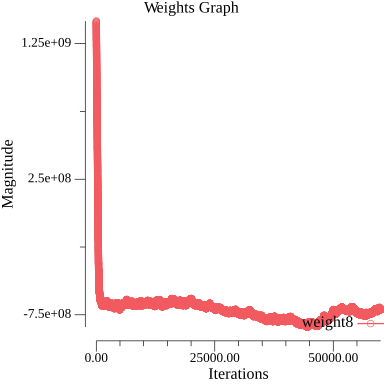 Weights Graph
1.25e+09
2.5e+08
-7.5e+08
Magnitude
weight8
0.00 25000.00 50000.00
Iterations